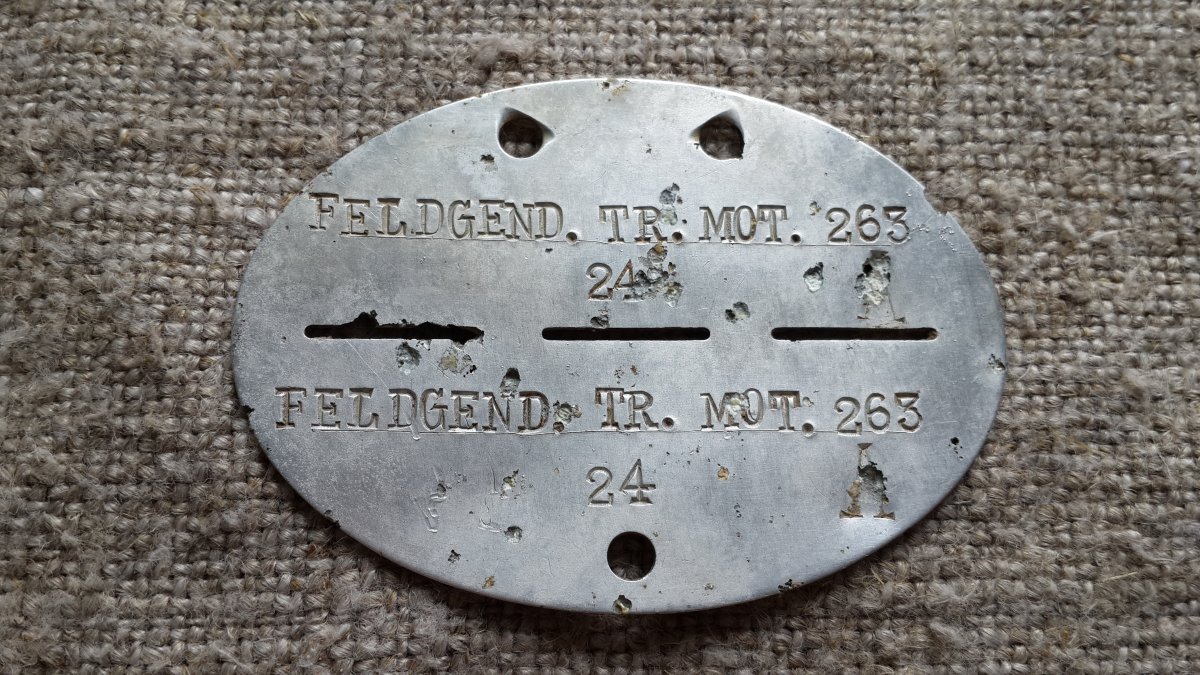 FELDGEND. TR. MOT. 263
24 A
FELDGEND. TR. MOT. 263
24 A